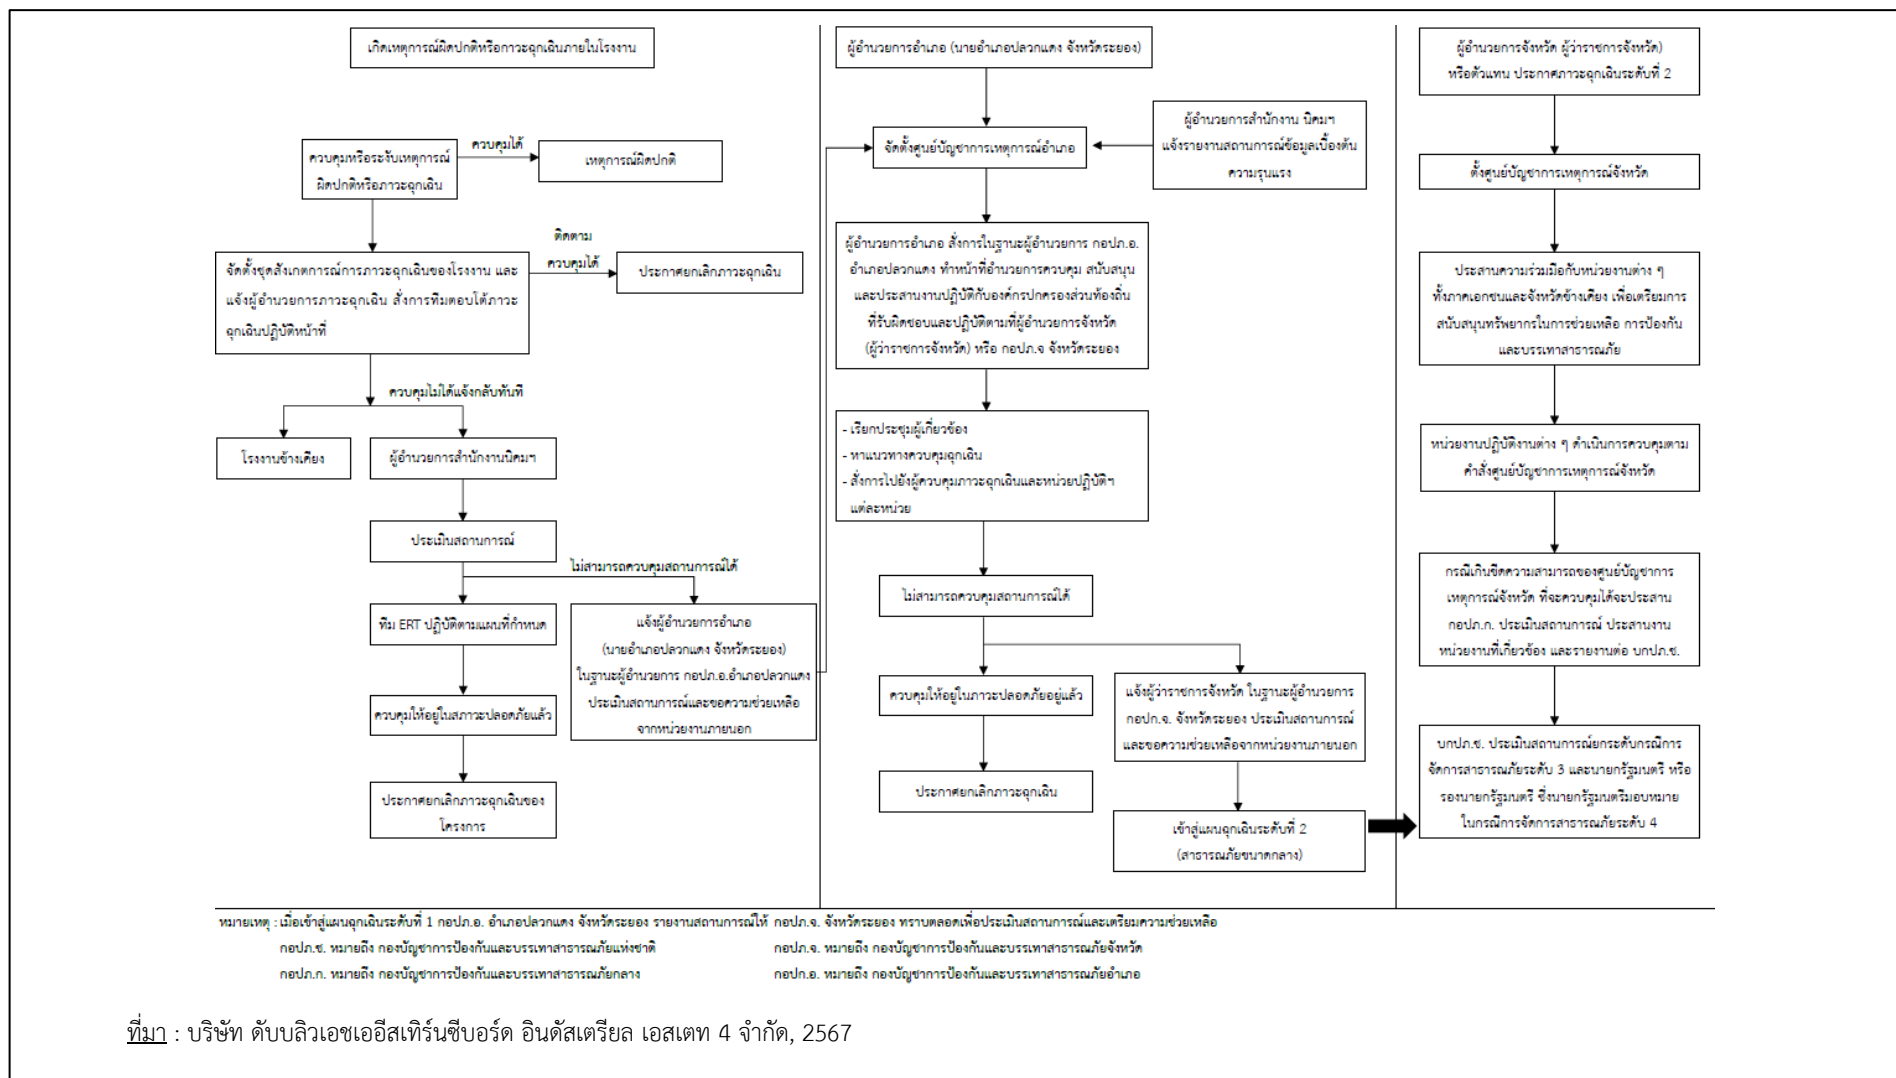 เกิดเหตุการณ์ผิดปกติหรือภาวะฉุกเฉินภายในโรงงาน
ควบคุมหรือระงับเหตุการณ์
ผิดปกติหรือภาวะฉุกเฉิน
ควบคุมได้
เหตุการณ์ผิดปกติ
จัดตั้งชุดสังเกตการณ์การภาวะฉุกเฉินของโรงงาน และ
แจ้งผู้อำนวยการภาวะฉุกเฉิน สั่งการทีมตอบโต้ภาวะ
ฉุกเฉินปฏิบัติหน้าที่
ติดตาม
ควบคุมได้
ประกาศยกเลิกภาวะฉุกเฉิน
ควบคุมไม่ได้แจ้งกลับทันที
โรงงานข้างเคียง
ผู้อำนวยการสำนักงานนิคมฯ
ประเมินสถานการณ์
ไม่สามารถควบคุมสถานการณ์ได้
ทีม ERT ปฏิบัติตามแผนที่กำหนด
แจ้งผู้อำนวยการอำเภอ
(นายอำเภอปลวกแดง จังหวัดระยอง)
ในฐานะผู้อำนวยการ กอปภ.อ.อำเภอปลวกแดง
ประเมินสถานการณ์และขอความช่วยเหลือ
จากหน่วยงานภายนอก
ควบคุมให้อยู่ในสภาวะปลอดภัยแล้ว
ประกาศยกเลิกภาวะฉุกเฉินของ
โครงการ
ผู้อำนวยการอำเภอ (นายอำเภอปลวกแดง จังหวัดระยอง)
จัดตั้งศูนย์บัญชาการเหตุการณ์อำเภอ
ผู้อำนวยการสำนักงาน นิคมฯ
แจ้งรายงานสถานการณ์ข้อมูลเบื้องต้น
ความรุนแรง
ผู้อำนวยการอำเภอ สั่งการในฐานะผู้อำนวยการ กอปภ.อ.
อำเภอปลวกแดง ทำหน้าที่อำนวยการควบคุม สนับสนุน
และประสานงานปฏิบัติกับองค์กรปกครองส่วนท้องถิ่น
ที่รับผิดชอบและปฏิบัติตามที่ผู้อำนวยการจังหวัด
(ผู้ว่าราชการจังหวัด) หรือ กอปภ.จ จังหวัดระยอง
- เรียกประชุมผู้เกี่ยวข้อง
- หาแนวทางควบคุมฉุกเฉิน
- สั่งการไปยังผู้ควบคุมภาวะฉุกเฉินและหน่วยปฏิบัติฯ
แต่ละหน่วย
ไม่สามารถควบคุมสถานการณ์ได้
ควบคุมให้อยู่ในภาวะปลอดภัยอยู่แล้ว
ประกาศยกเลิกภาวะฉุกเฉิน
แจ้งผู้ว่าราชการจังหวัด ในฐานะผู้อำนวยการ
กอปภ.จ. จังหวัดระยอง ประเมินสถานการณ์
และขอความช่วยเหลือจากหน่วยงานภายนอก
เข้าสู่แผนฉุกเฉินระดับที่ 2
(สาธารณภัยขนาดกลาง)
ผู้อำนวยการจังหวัด ผู้ว่าราชการจังหวัด)
หรือตัวแทน ประกาศภาวะฉุกเฉินระดับที่ 2
ตั้งศูนย์บัญชาการเหตุการณ์จังหวัด
ประสานความร่วมมือกับหน่วยงานต่าง ๆ
ทั้งภาคเอกชนและจังหวัดข้างเคียง เพื่อเตรียมการ
สนับสนุนทรัพยากรในการช่วยเหลือ การป้องกัน
และบรรเทาสาธารณภัย
หน่วยงานปฏิบัติงานต่าง ๆ ดำเนินการควบคุมตาม
คำสั่งศูนย์บัญชาการเหตุการณ์จังหวัด
กรณีเกินขีดความสามารถของศูนย์บัญชาการ
เหตุการณ์จังหวัด ที่จะควบคุมได้จะประสาน
กอปภ.ก. ประเมินสถานการณ์ ประสานงาน
หน่วยงานที่เกี่ยวข้อง และรายงานต่อ บกปภ.ช.
บกปภ.ช. ประเมินสถานการณ์ยกระดับกรณีการ
จัดการสาธารณภัยระดับ 3 และนายกรัฐมนตรี หรือ
รองนายกรัฐมนตรี ซึ่งนายกรัฐมนตรีมอบหมาย
ในกรณีการจัดการสาธารณภัยระดับ 4
หมายเหตุ : เมื่อเข้าสู่แผนฉุกเฉินระดับที่ 1 กอปภ.อ. อำเภอปลวกแดง จังหวัดระยอง รายงานสถานการณ์ให้ กอปภ.จ. จังหวัดระยอง ทราบตลอดเพื่อประเมินสถานการณ์และเตรียมความช่วยเหลือ
กอปภ.ช. หมายถึง กองบัญชาการป้องกันและบรรเทาสาธารณภัยแห่งชาติ กอปภ.จ. หมายถึง กองบัญชาการป้องกันและบรรเทาสาธารณภัยจังหวัด
กอปภ.ก. หมายถึง กองบัญชาการป้องกันและบรรเทาสาธารณภัยกลาง กอปภ.อ. หมายถึง กองบัญชาการป้องกันและบรรเทาสาธารณภัยอำเภอ
ที่มา : บริษัท ดับบลิวเอชเออีสเทิร์นซีบอร์ด อินดัสเตรียล เอสเตท 4 จำกัด, 2567